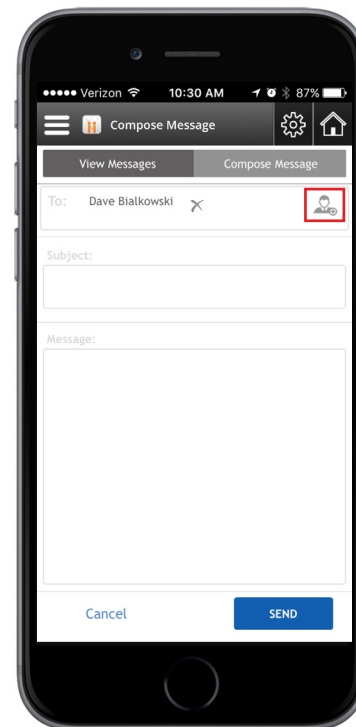 Verizon 10:30 AM 87%
Compose Message
View Messages Compose Message
To: Dave Bialkowski
Subject:
Message:
Cancel SEND